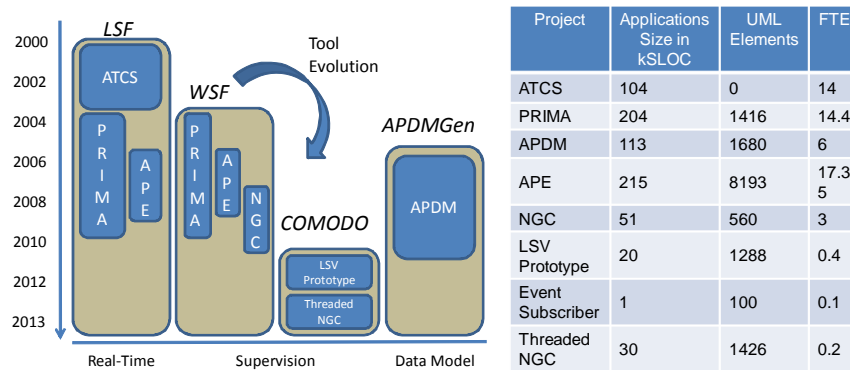 LSF
2000
2002
2004
2006
2008
2010
2012
2013
ATCS
P
R
I
M
A
A
P
E
WSF
P
R
I
M
A
A
P
E
N
G
C
Tool
Evolution
COMODO
LSV
Prototype
Threaded
NGC
APDMGen
APDM
Real-Time
Supervision
Data Model
Project Applications Size in kSLOC UML Elements FTE
ATCS 104 0 14
PRIMA 204 1416 14.4
APDM 113 1680 6
APE 215 8193 17.35
NGC 51 560 3
LSV Prototype 20 1288 0.4
Event Subscriber 1 100 0.1
Threaded NGC 30 1426 0.2